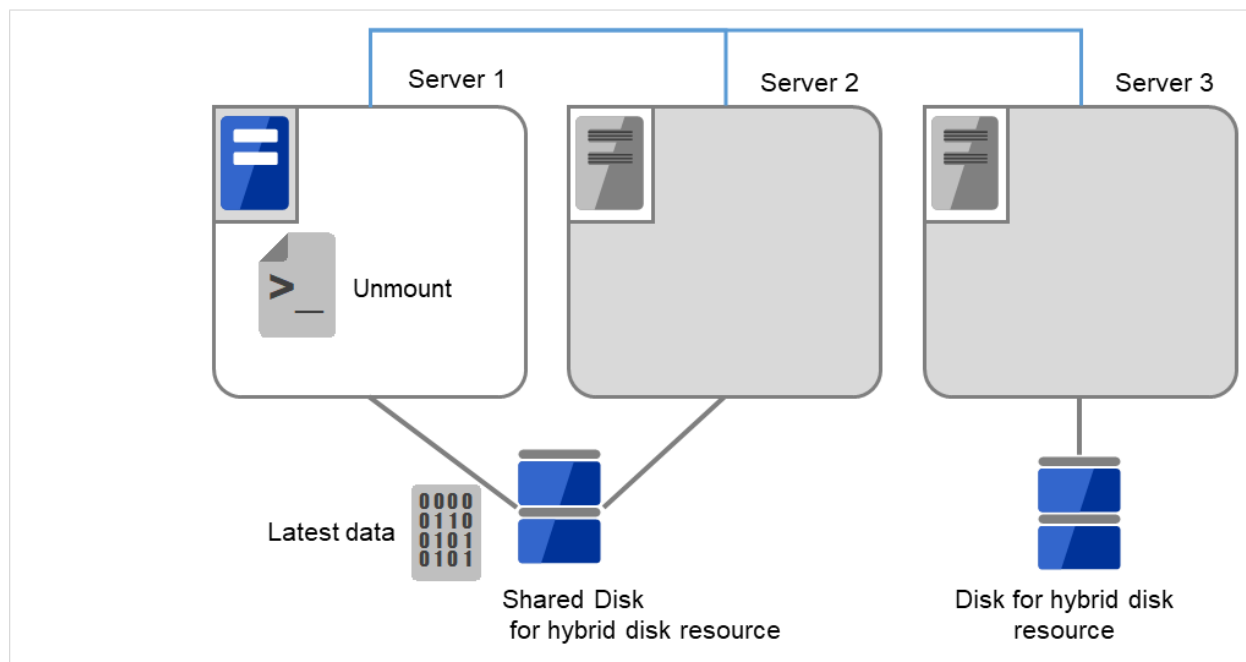 Server 1
Server 2
Server 3
>_
Unmount
Latest data
0000
0110
0101
0101
Shared Disk
for hybrid disk resource
Disk for hybrid disk
resource